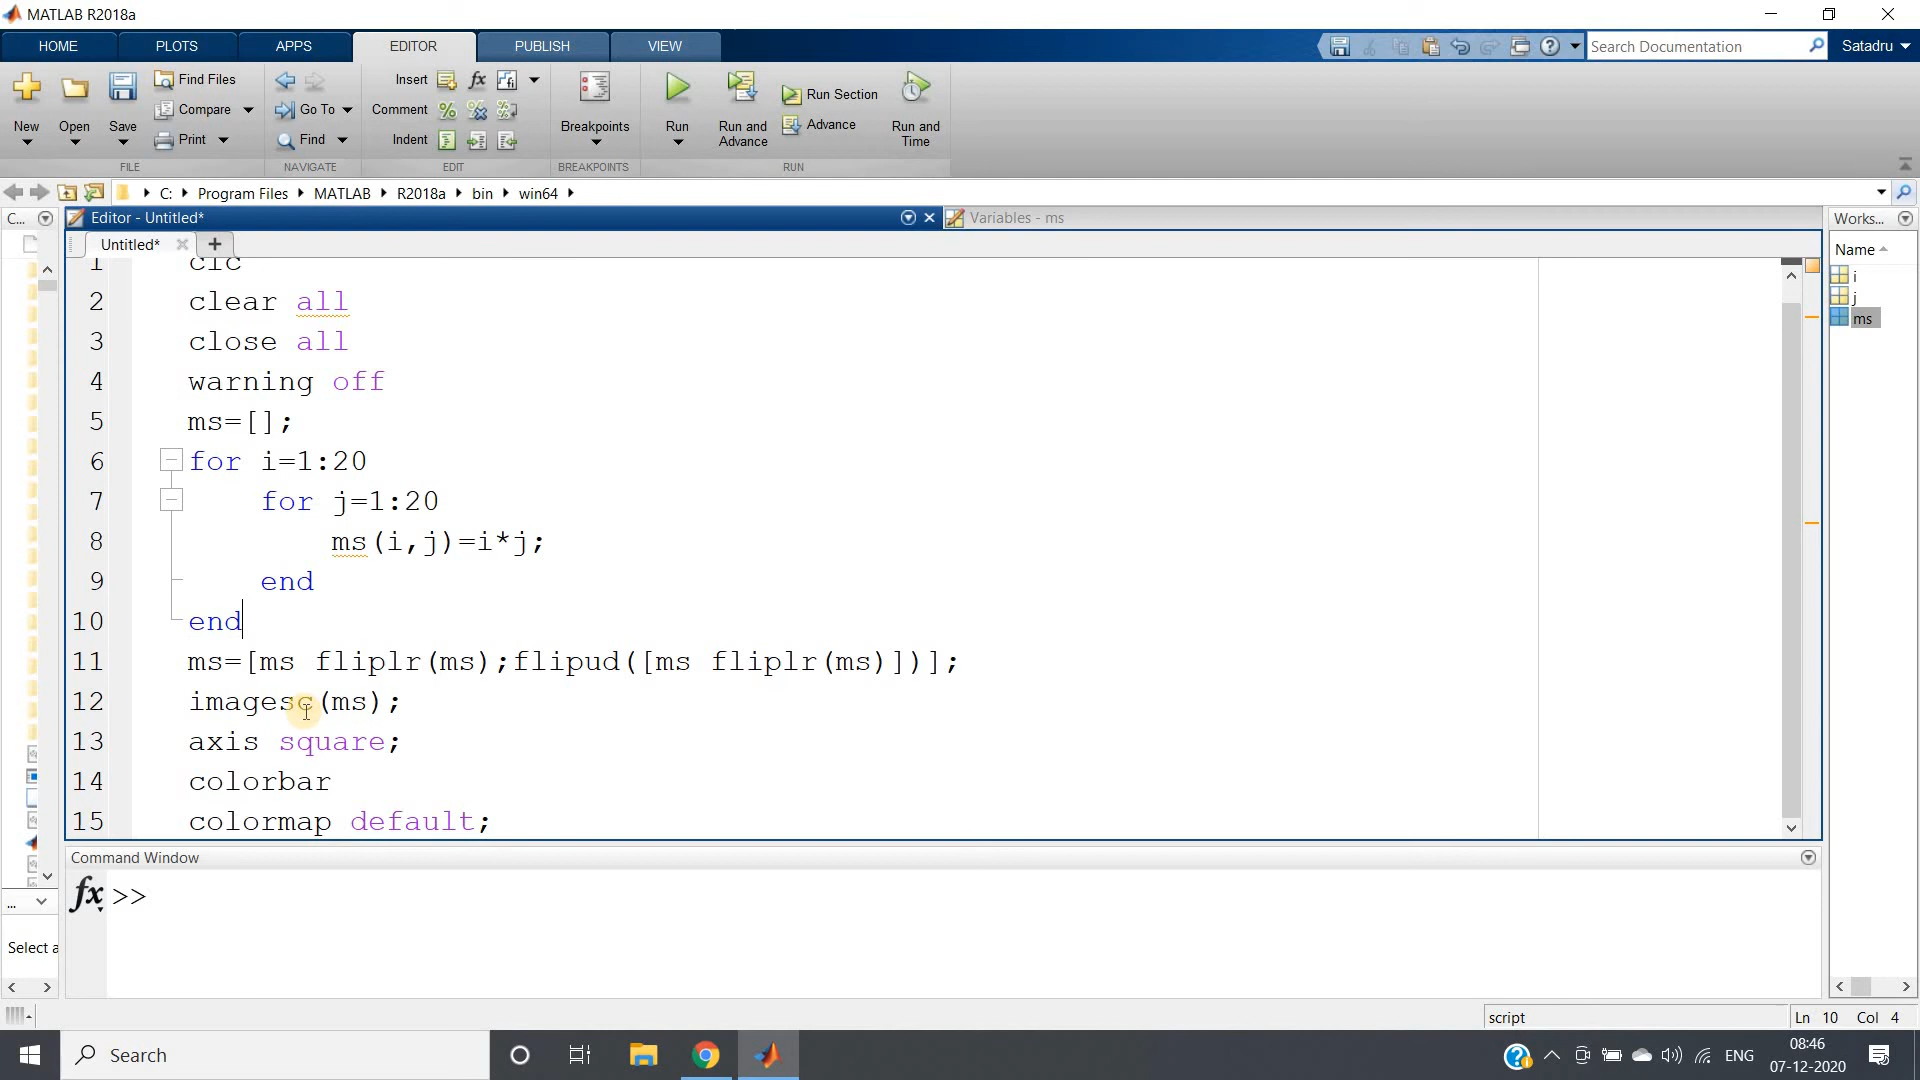 MATLAB R2018a
HOME PLOTS APPS EDITOR PUBLISH VIEW
Search Documentation
Satadru
New Open Save
Find Files
Compare
Print
FILE
Go To
Find
NAVIGATE
Insert fx
Comment
Indent
EDIT
Breakpoints
BREAKPOINTS
Run
Run and Advance
Run Section
Advance
Run and Time
RUN
C: Program Files MATLAB R2018a bin win64
C...
Editor - Untitled*
Variables - ms
Works...
Untitled* +
Name
i
j
ms
1 clc
2 clear all
3 close all
4 warning off
5 ms=[];
6 for i=1:20
7 for j=1:20
8 ms(i,j)=i*j;
9 end
10 end
11 ms=[ms fliplr(ms);flipud([ms fliplr(ms)])];
12 imagesc(ms);
13 axis square;
14 colorbar
15 colormap default;
Command Window
fx >>
...
Select a
script
Ln 10 Col 4
Search
ENG
08:46
07-12-2020